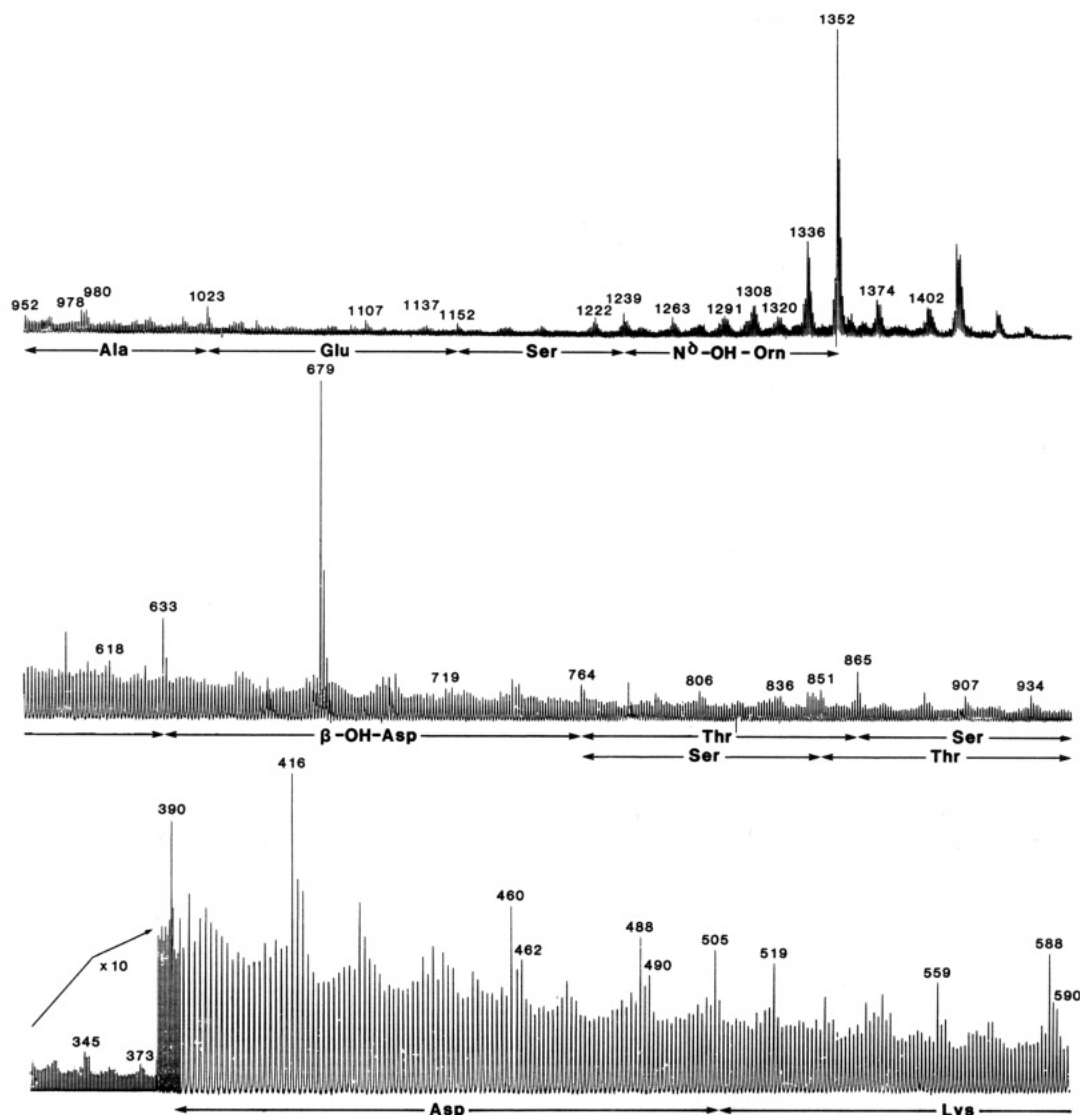 1352
1336
952 978 980 1023 1107 1137 1152 1222 1239 1263 1291 1308 1320 1374 1402
Ala Glu Ser N^δ-OH-Orn
679
633
618 719 764 806 836 851 865 907 934
β-OH-Asp Thr Ser
Ser Thr
416
390
460
462 488 490 505 519 559 588 590
x 10
345 373
Asp Lys